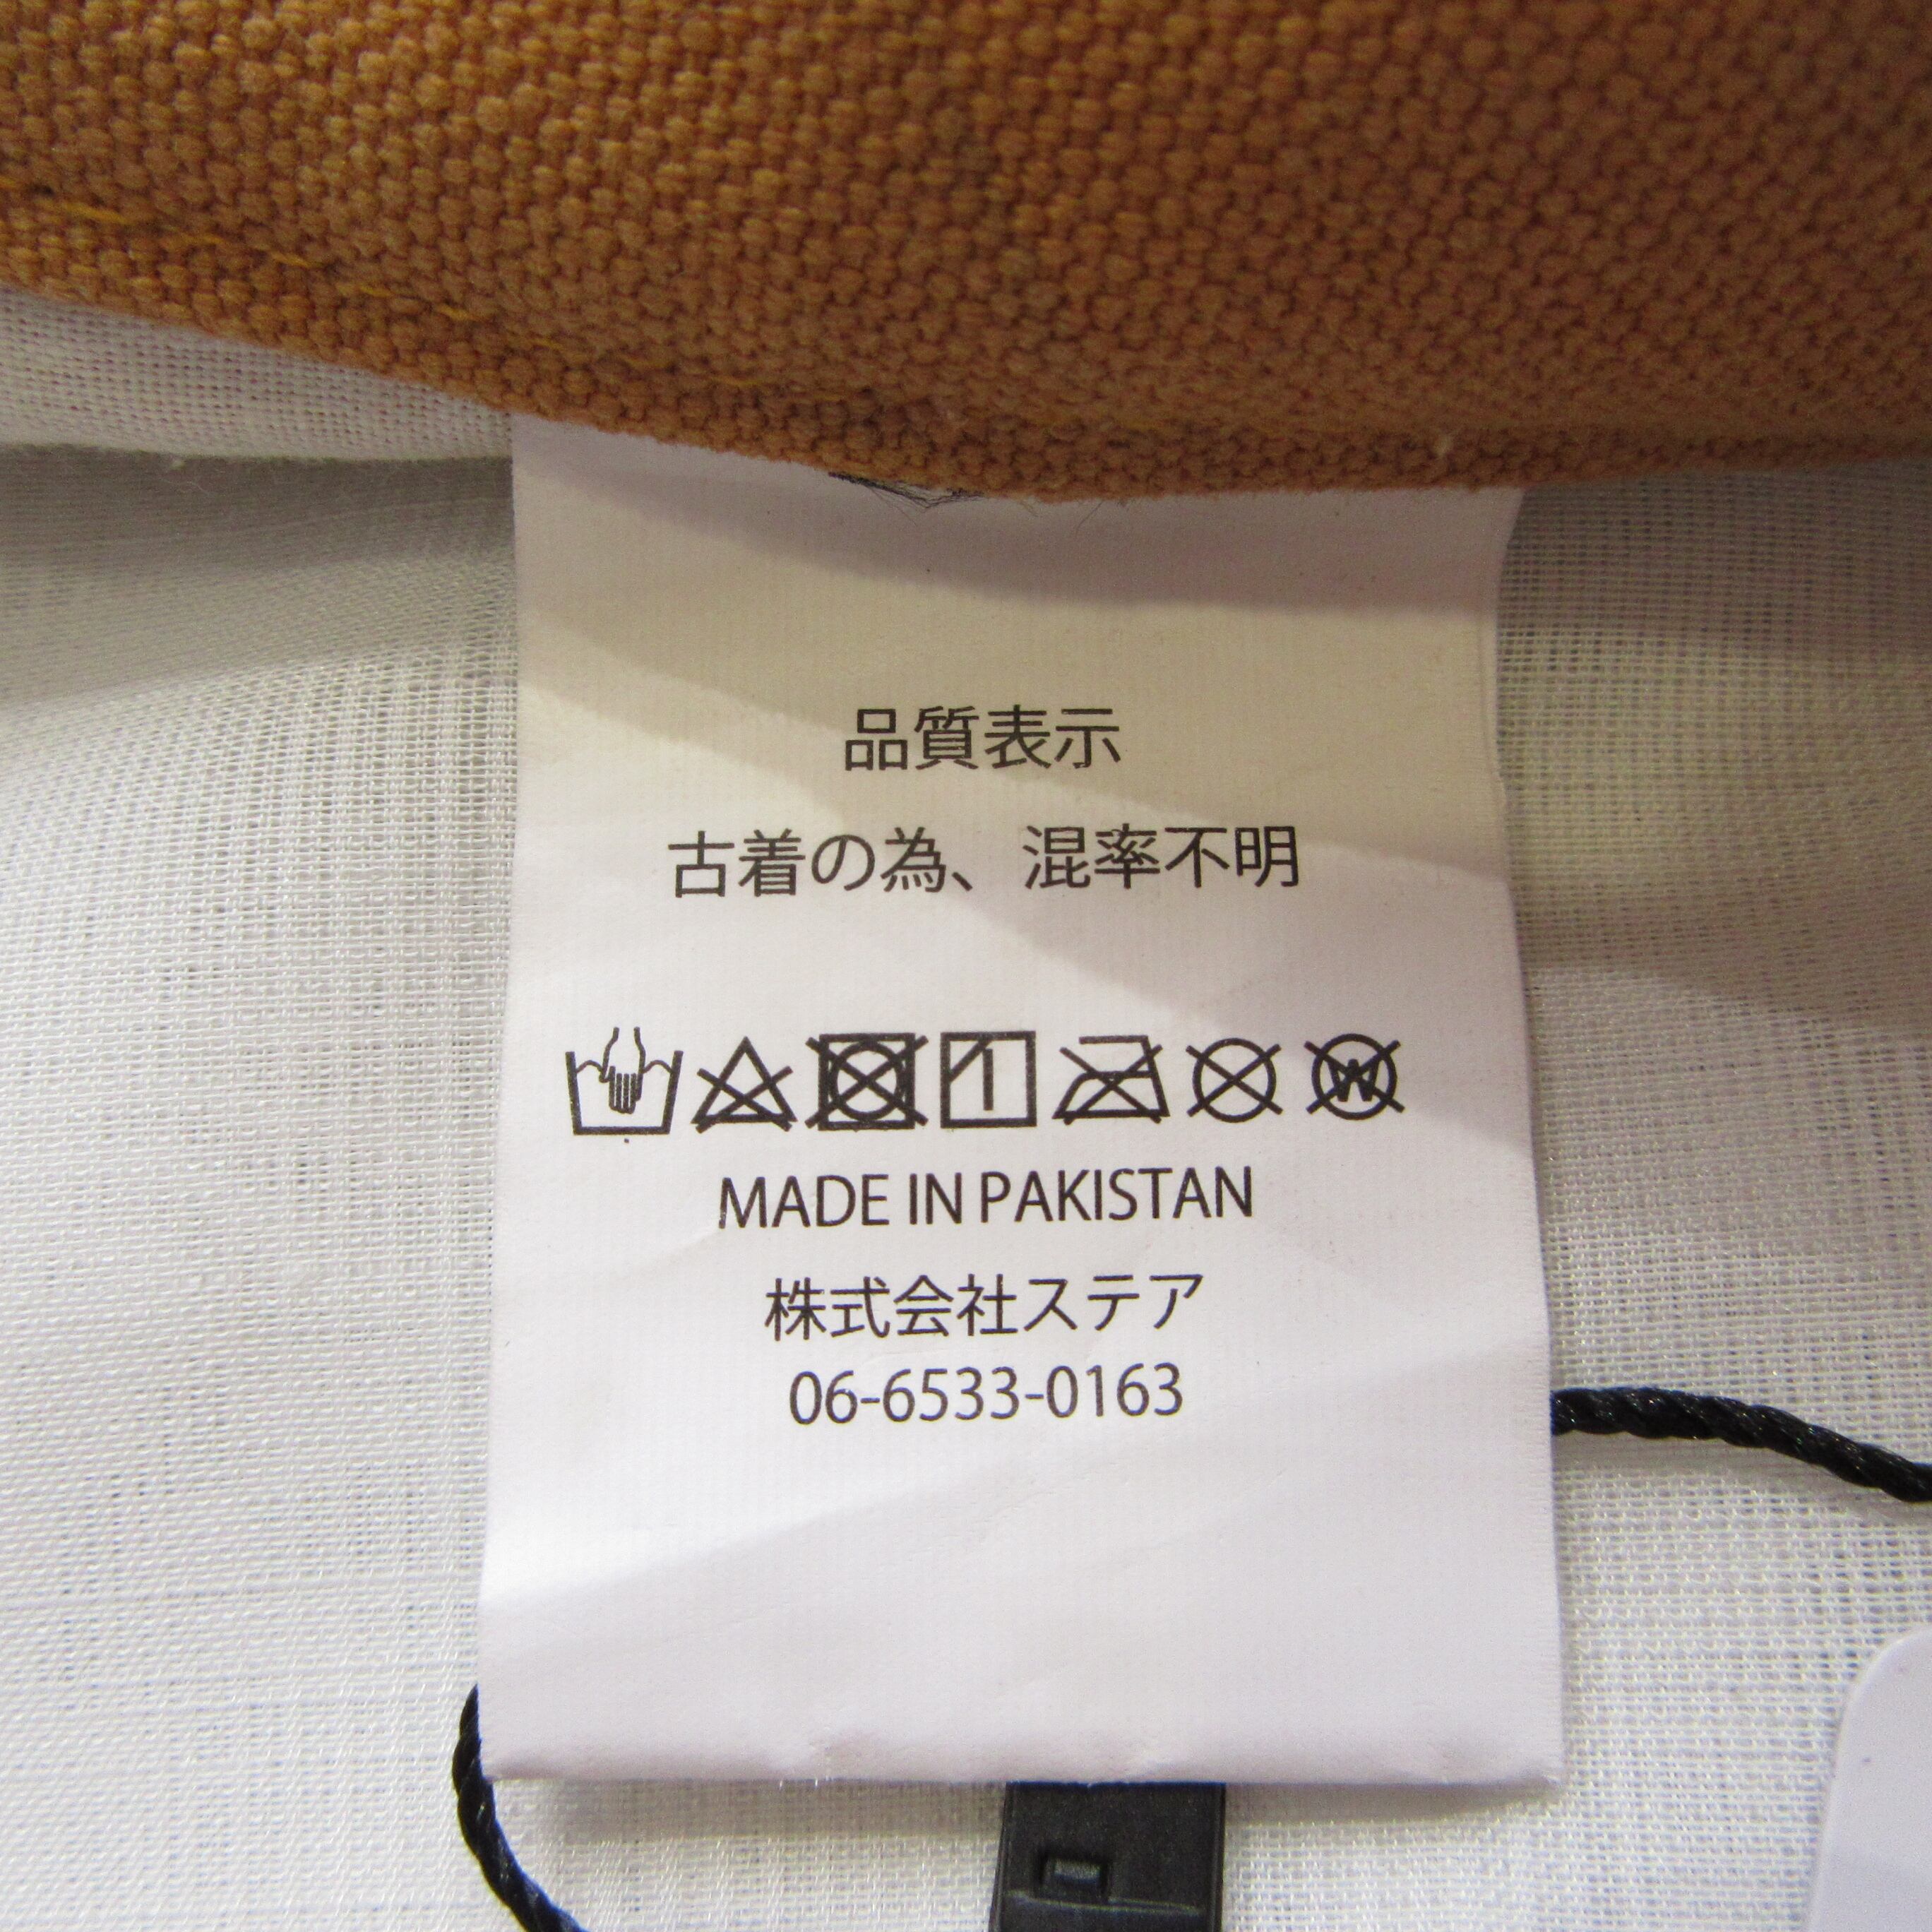 品質表示
古着の為、混率不明
W
MADE IN PAKISTAN
株式会社ステア
06-6533-0163